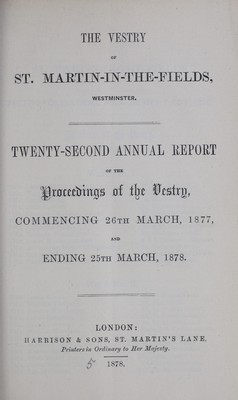 THE VESTRY
OF
ST. MARTIN-IN-THE-FIELDS,
WESTMINSTER.
TWENTY-SECOND ANNUAL REPORT
OF THE
Proceedings of the Vestry,
COMMENCING 26TH MARCH, 1877,
AND
ENDING 25TH MARCH, 1878.
LONDON:
HARRISON & SONS, ST. MARTIN'S LANE,
Printers in Ordinary to Her Majesty.
5
1878.